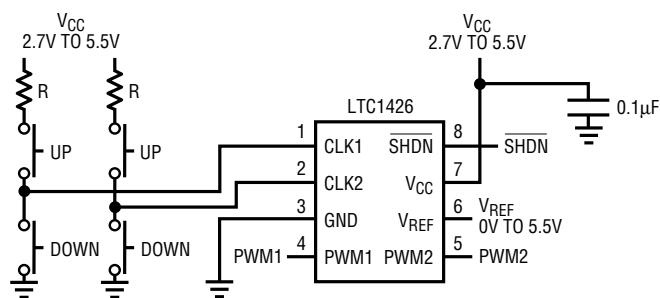 VCC
2.7V TO 5.5V
VCC
2.7V TO 5.5V
R
R
LTC1426
0.1µF
UP
UP
1
CLK1
SHDN
8
SHDN
2
CLK2
VCC
7
3
GND
VREF
6
VREF
0V TO 5.5V
DOWN
DOWN
PWM1
4
PWM1
PWM2
5
PWM2